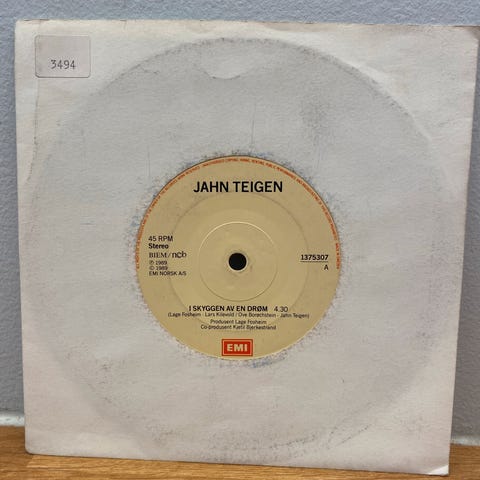 3494
JAHN TEIGEN
45 RPM
Stereo
BIEM/ncb
℗ 1989
© 1989
EMI NORSK A/S
1375307
A
I SKYGGEN AV EN DRØM 4.30
(Lage Fosheim - Lars Kilevold / Ove Borøchstein - Jahn Teigen)
Produsent Lage Fosheim
Co-produsent Kjetil Bjerkestrand
EMI